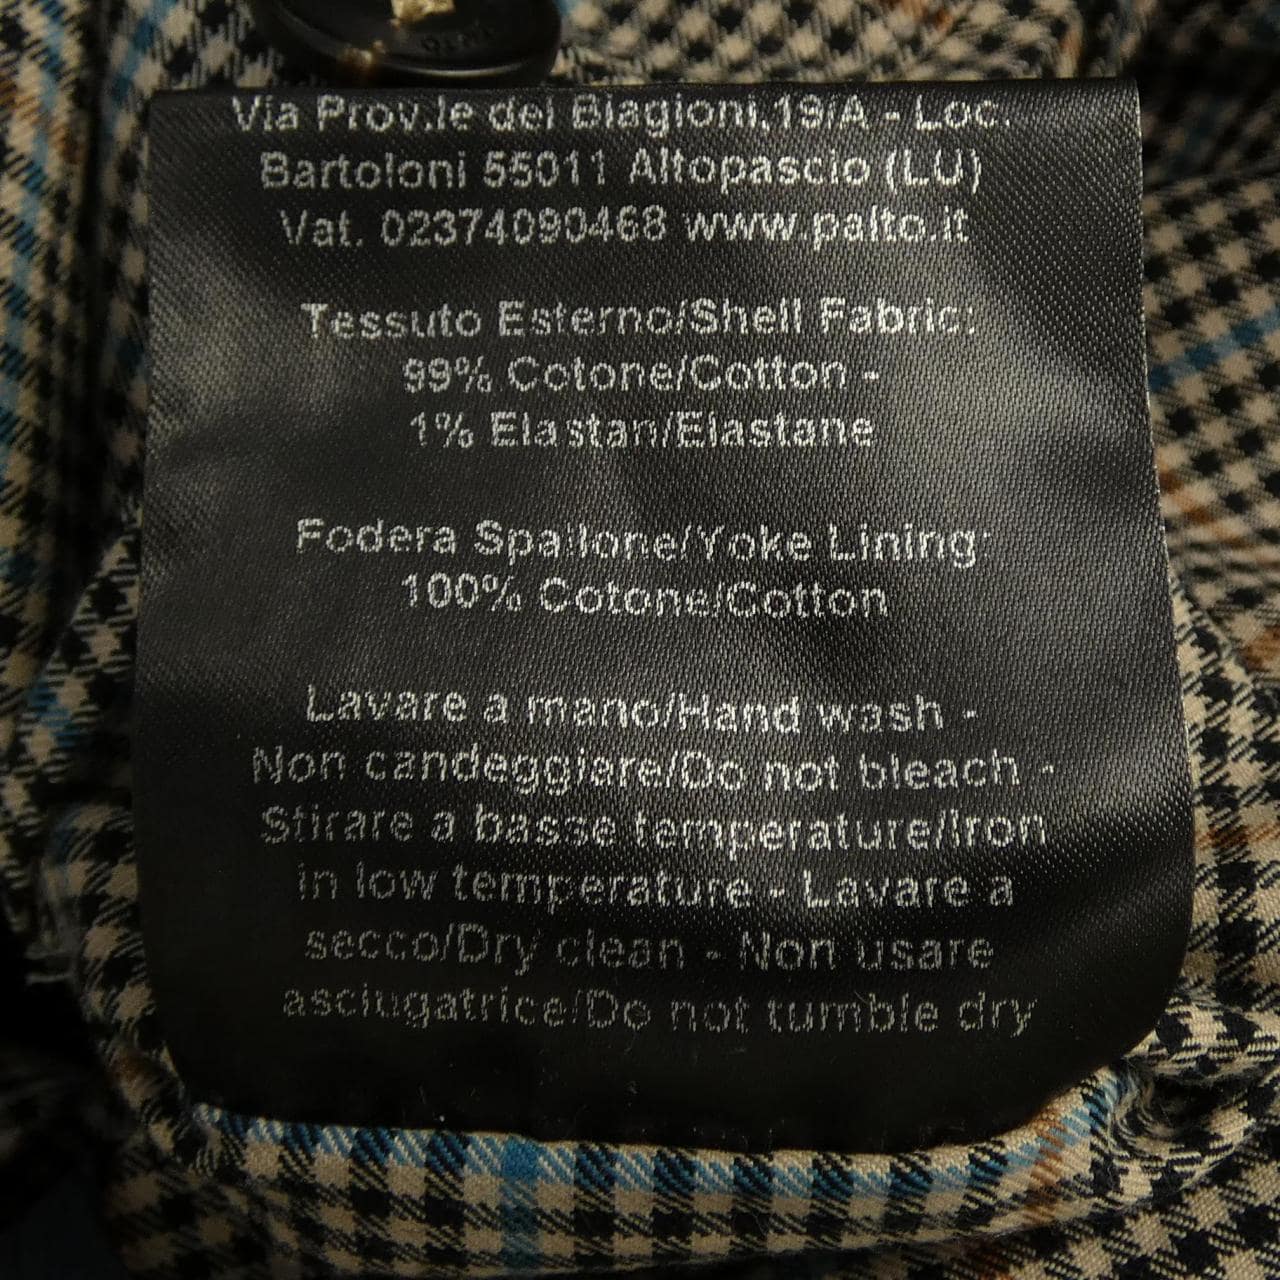 Via Prov.le dei Biagioni,19/A - Loc.
Bartoloni 55011 Altopascio (LU)
Vat. 02374090468 www.palto.it
Tessuto Esterno/Shell Fabric:
99% Cotone/Cotton -
1% Elastan/Elastane
Fodera Spallone/Yoke Lining:
100% Cotone/Cotton
Lavare a mano/Hand wash -
Non candeggiare/Do not bleach -
Stirare a basse temperature/Iron
in low temperature - Lavare a
secco/Dry clean - Non usare
asciugatrice/Do not tumble dry